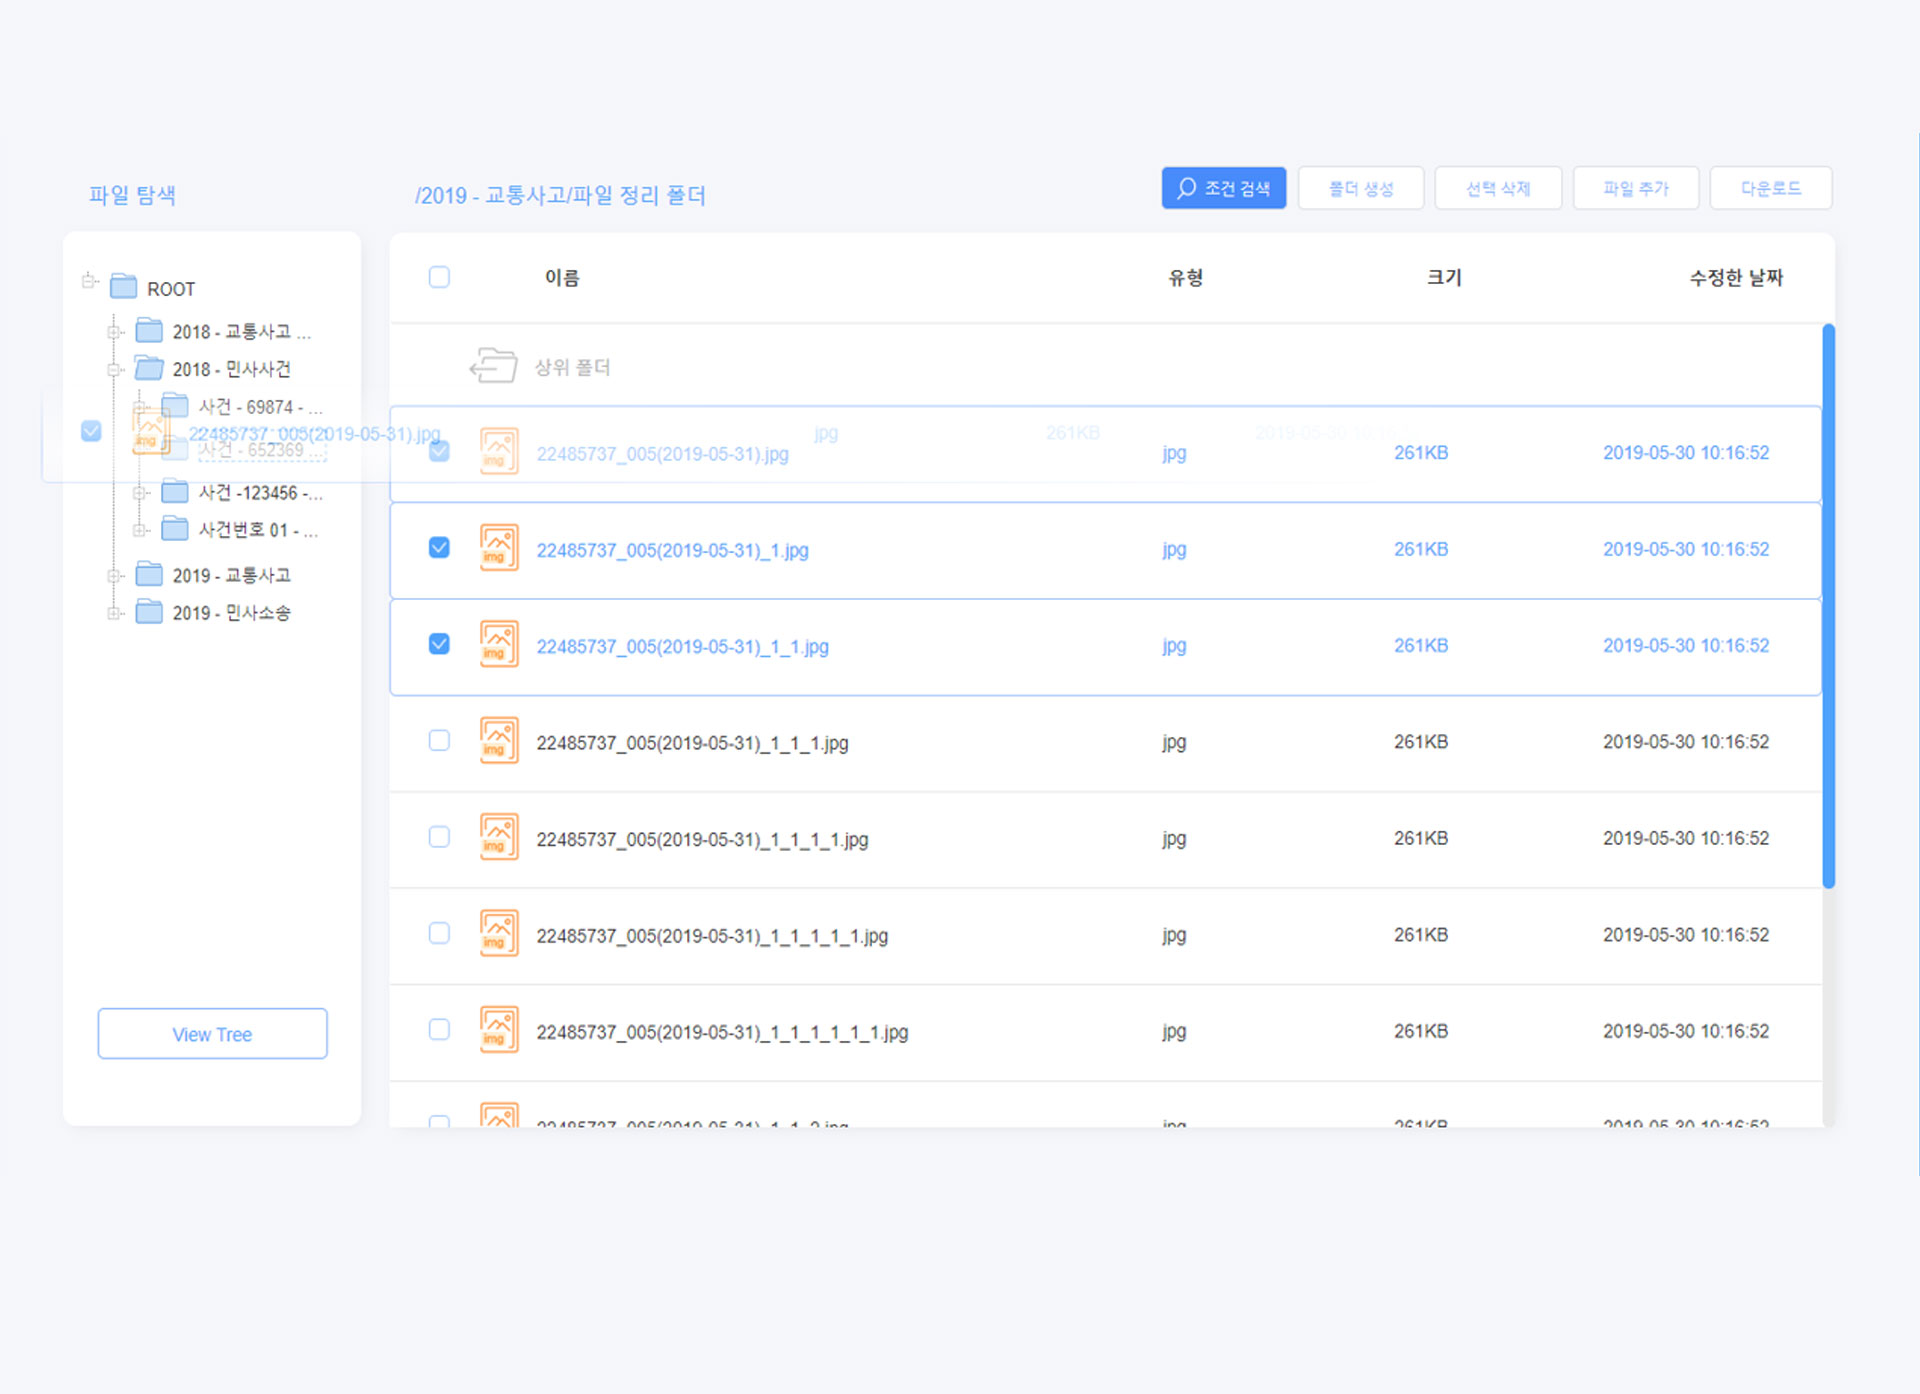 파일 탐색
/2019 - 교통사고/파일 정리 폴더
조건 검색
폴더 생성
선택 삭제
파일 추가
다운로드
ROOT
2018 - 교통사고 ...
2018 - 민사사건
사건 - 69874 - ...
사건 - 652369 ...
사건 -123456 -...
사건번호 01 - ...
2019 - 교통사고
2019 - 민사소송
View Tree
img 22485737_005(2019-05-31).jpg jpg 261KB 2019-05-30 10:16
이름 유형 크기 수정한 날짜
상위 폴더
img 22485737_005(2019-05-31).jpg jpg 261KB 2019-05-30 10:16:52
img 22485737_005(2019-05-31)_1.jpg jpg 261KB 2019-05-30 10:16:52
img 22485737_005(2019-05-31)_1_1.jpg jpg 261KB 2019-05-30 10:16:52
img 22485737_005(2019-05-31)_1_1_1.jpg jpg 261KB 2019-05-30 10:16:52
img 22485737_005(2019-05-31)_1_1_1_1.jpg jpg 261KB 2019-05-30 10:16:52
img 22485737_005(2019-05-31)_1_1_1_1_1.jpg jpg 261KB 2019-05-30 10:16:52
img 22485737_005(2019-05-31)_1_1_1_1_1_1.jpg jpg 261KB 2019-05-30 10:16:52